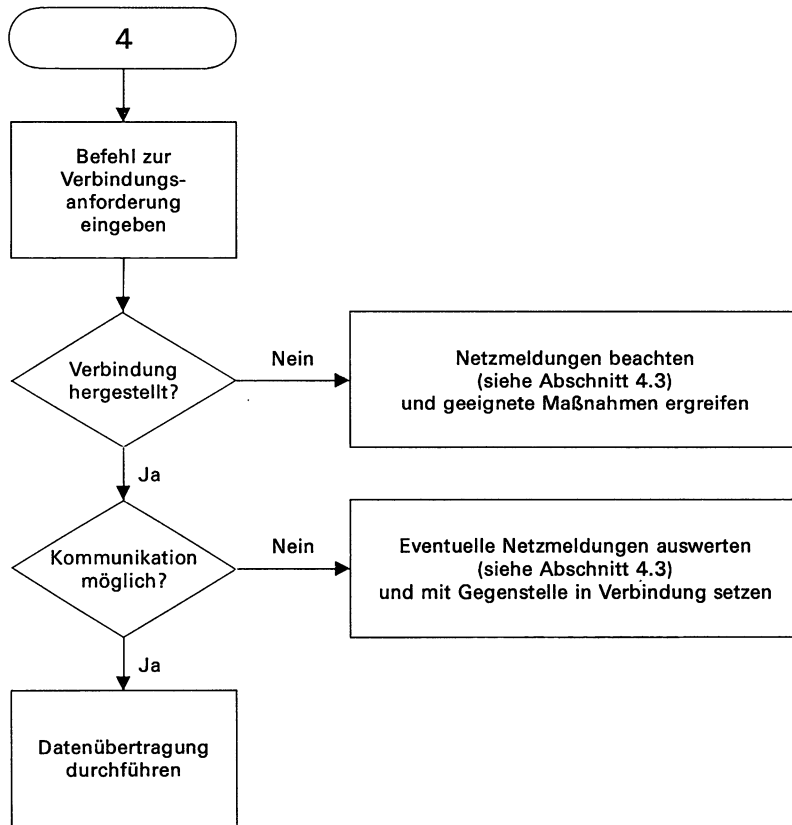 4
Befehl zur
Verbindungs-
anforderung
eingeben
Verbindung
hergestellt?
Nein
Netzmeldungen beachten
(siehe Abschnitt 4.3)
und geeignete Maßnahmen ergreifen
Ja
Kommunikation
möglich?
Nein
Eventuelle Netzmeldungen auswerten
(siehe Abschnitt 4.3)
und mit Gegenstelle in Verbindung setzen
Ja
Datenübertragung
durchführen